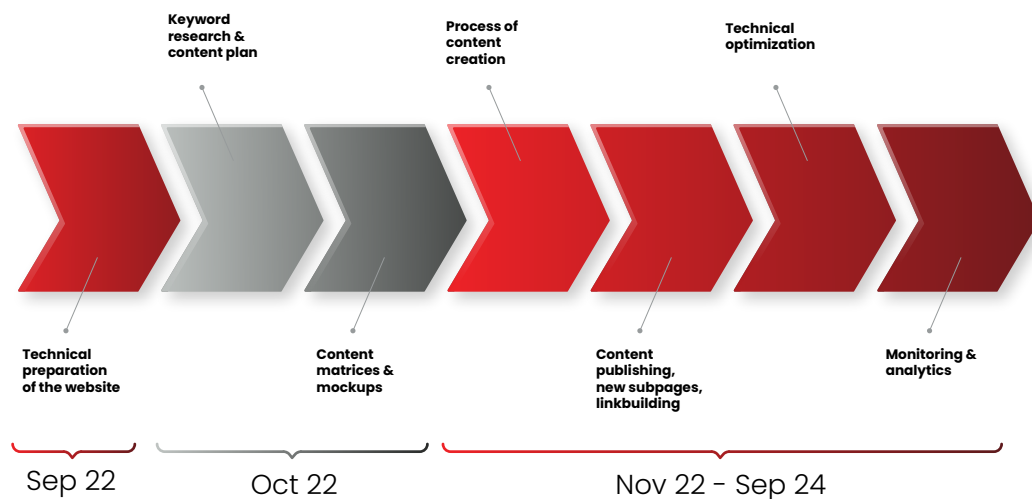 Keyword
research &
content plan
Process of
content
creation
Technical
optimization
Technical
preparation
of the website
Content
matrices &
mockups
Content
publishing,
new subpages,
linkbuilding
Monitoring &
analytics
Sep 22
Oct 22
Nov 22 - Sep 24